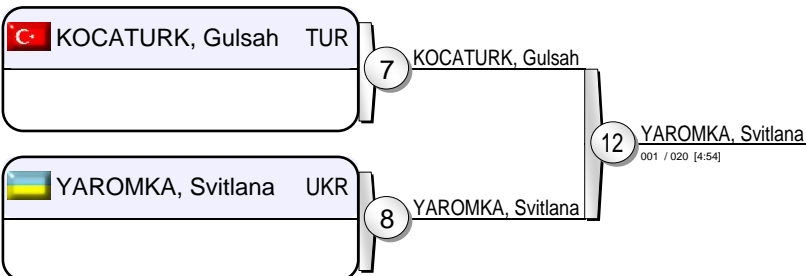 KOCATURK, Gulsah TUR
7
KOCATURK, Gulsah
12
YAROMKA, Svitlana
001 / 020 [4:54]
YAROMKA, Svitlana UKR
8
YAROMKA, Svitlana